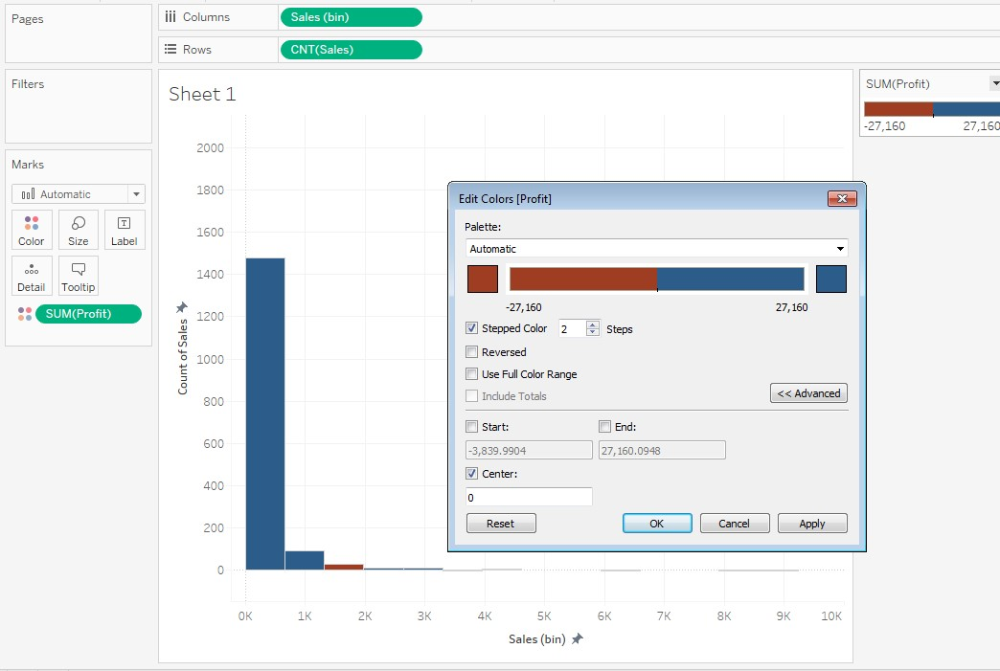 Pages
Columns
Sales (bin)
Rows
CNT(Sales)
Filters
Marks
Automatic
Color
Size
Label
Detail
Tooltip
SUM(Profit)
Sheet 1
Count of Sales
2000
1800
1600
1400
1200
1000
800
600
400
200
0
0K
1K
2K
3K
4K
5K
6K
7K
8K
9K
10K
Sales (bin)
SUM(Profit)
-27,160
27,160
Edit Colors [Profit]
Palette:
Automatic
-27,160
27,160
Stepped Color
2
Steps
Reversed
Use Full Color Range
Include Totals
<< Advanced
Start:
End:
-3,839.9904
27,160.0948
Center:
0
Reset
OK
Cancel
Apply